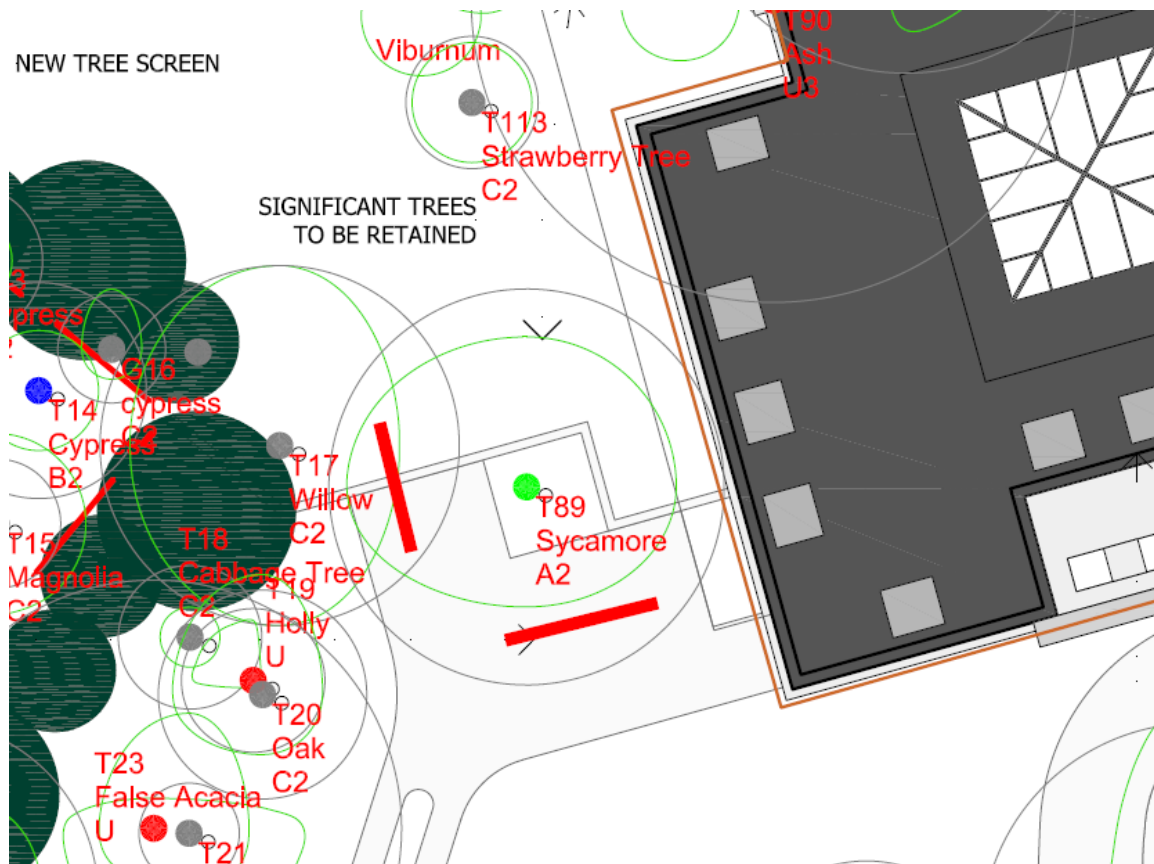 NEW TREE SCREEN
Viburnum
T90
Ash
U3
T113
Strawberry Tree
C2
SIGNIFICANT TREES
TO BE RETAINED
G16
cypress
C2
T14
Cypress
B2
T17
Willow
C2
T89
Sycamore
A2
T15
Magnolia
C2
T18
Cabbage Tree
C2
T19
Holly
U
T20
Oak
C2
T23
False Acacia
U
T21